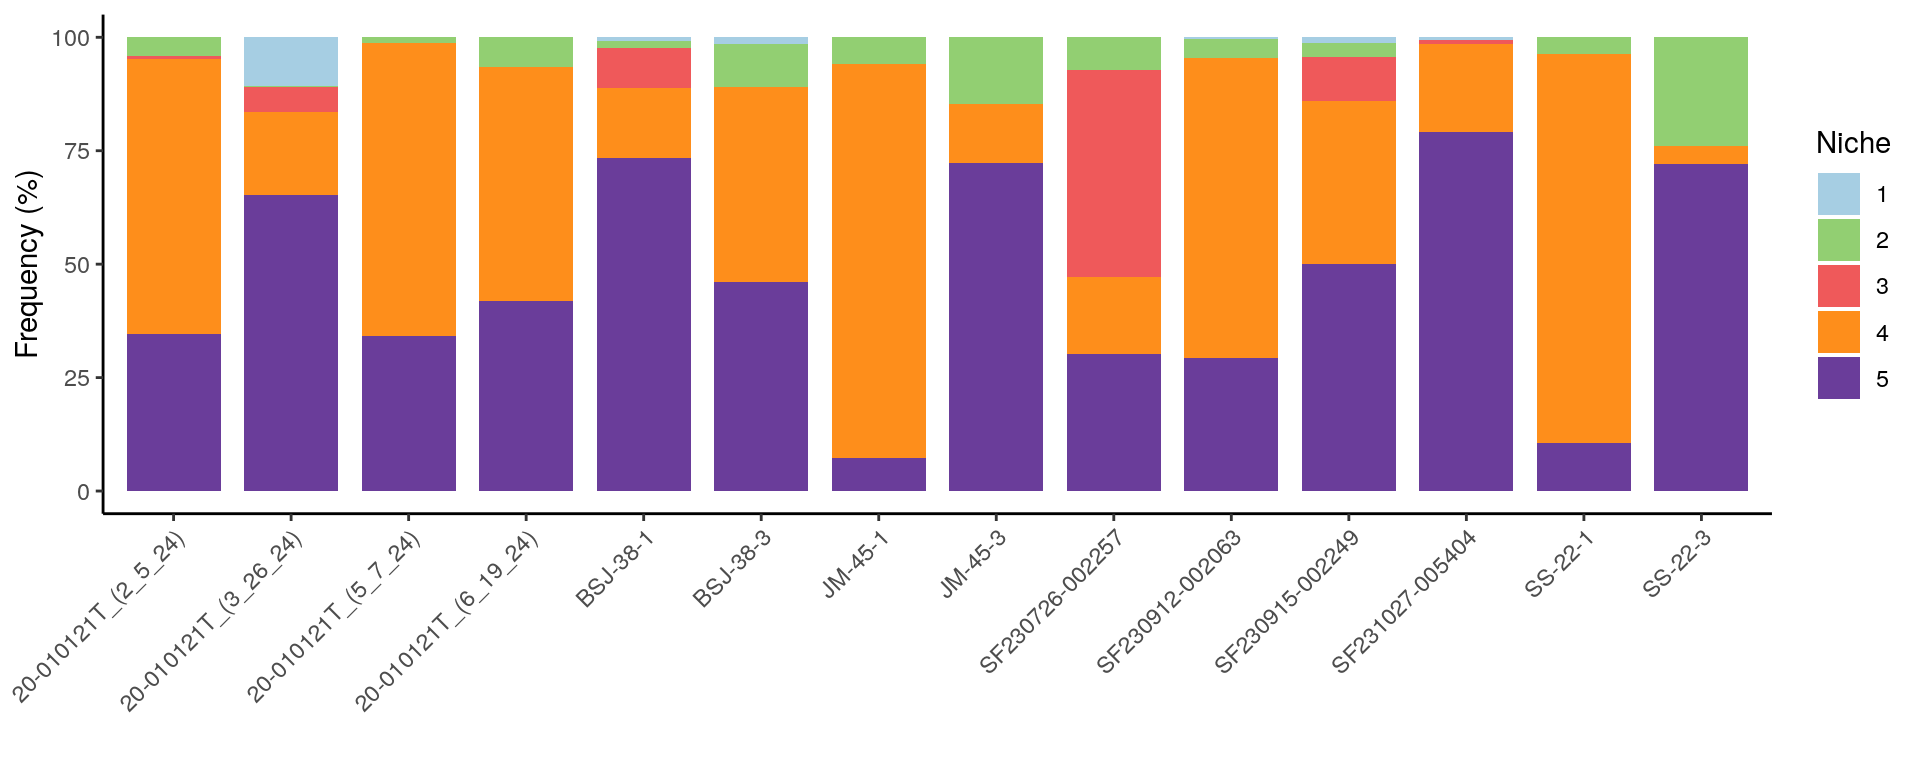 Frequency (%)
100
75
50
25
0
20-010121T_(2_5_24)
20-010121T_(3_26_24)
20-010121T_(5_7_24)
20-010121T_(6_19_24)
BSJ-38-1
BSJ-38-3
JM-45-1
JM-45-3
SF230726-002257
SF230912-002063
SF230915-002249
SF231027-005404
SS-22-1
SS-22-3
Niche
1
2
3
4
5